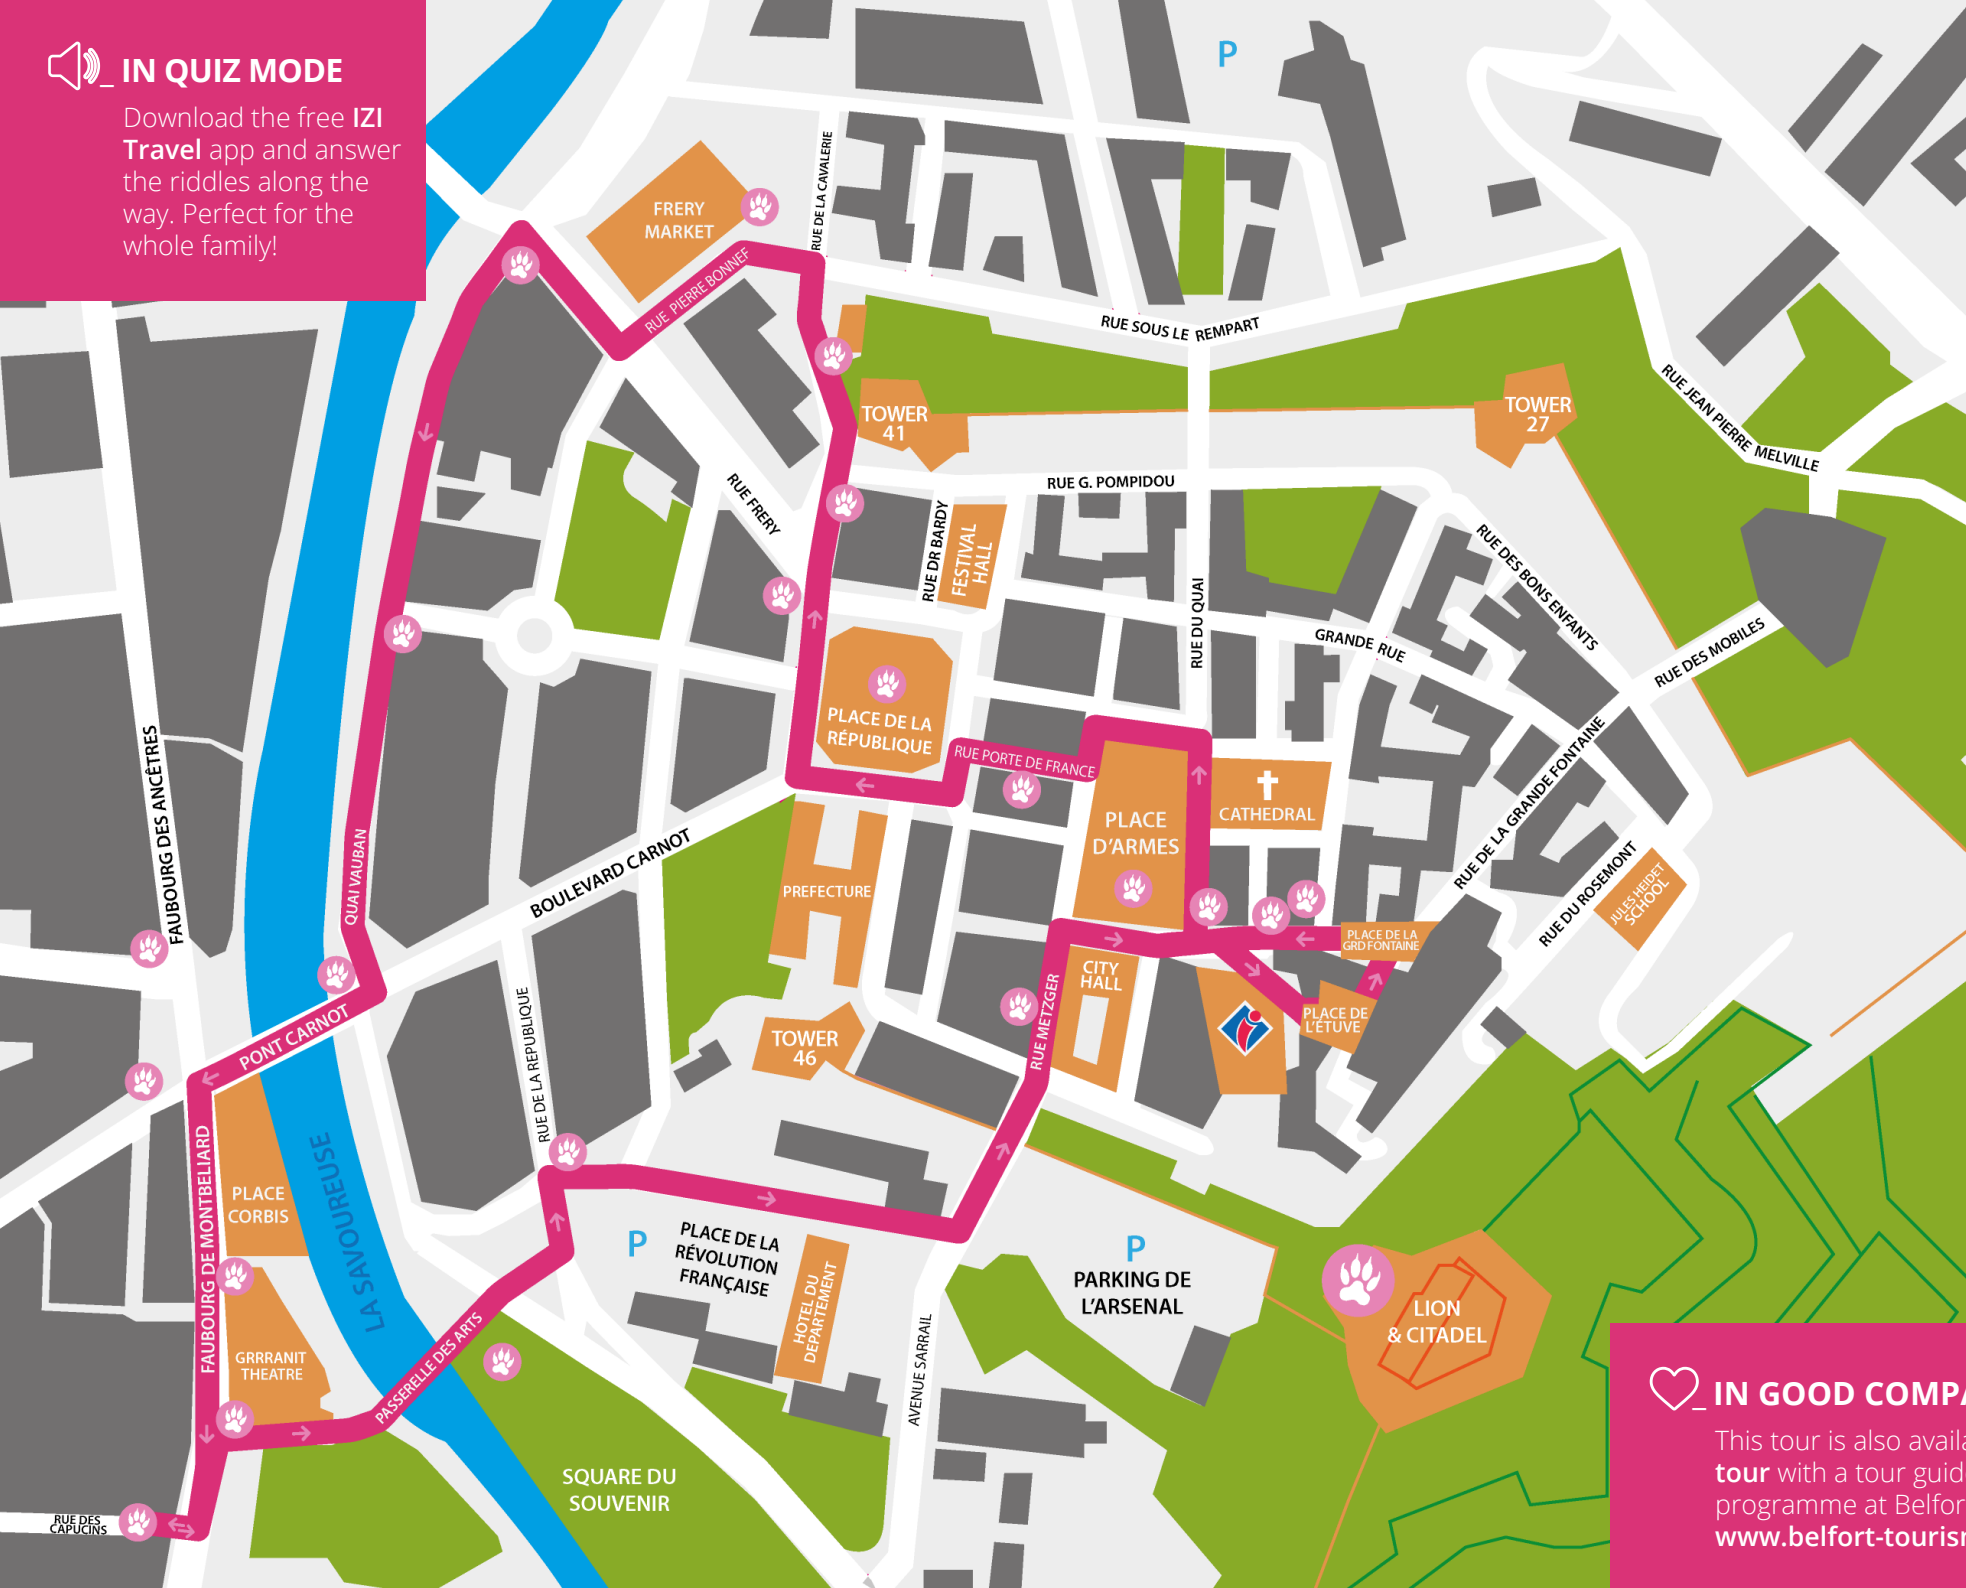 IN QUIZ MODE
Download the free IZI
Travel app and answer
the riddles along the
way. Perfect for the
whole family!
P
FRERY
MARKET
RUE DE LA CAVALERIE
RUE PIERRE BONNEF
RUE SOUS LE REMPART
TOWER
41
TOWER
27
RUE JEAN PIERRE MELVILLE
RUE FRERY
RUE G. POMPIDOU
RUE DR BARDY
FESTIVAL
HALL
RUE DES BONS ENFANTS
RUE DU QUAI
GRANDE RUE
RUE DES MOBILES
PLACE DE LA
RÉPUBLIQUE
RUE PORTE DE FRANCE
FAUBOURG DES ANCÊTRES
QUAI VAUBAN
BOULEVARD CARNOT
PREFECTURE
PLACE
D'ARMES
CATHEDRAL
RUE DE LA GRANDE FONTAINE
RUE DU ROSEMONT
JULES HEIDET
SCHOOL
PLACE DE LA
GRD FONTAINE
CITY
HALL
RUE METZGER
PLACE DE
L'ÉTUVE
PONT CARNOT
RUE DE LA REPUBLIQUE
TOWER
46
FAUBOURG DE MONTBELIARD
PLACE
CORBIS
LA SAVOUREUSE
P
PLACE DE LA
RÉVOLUTION
FRANÇAISE
HOTEL DU
DEPARTEMENT
P
PARKING DE
L'ARSENAL
LION
& CITADEL
GRRRANIT
THEATRE
PASSERELLE DES ARTS
AVENUE SARRAIL
SQUARE DU
SOUVENIR
RUE DES
CAPUCINS
IN GOOD COMPA
This tour is also availa
tour with a tour guid
programme at Belfor
www.belfort-touris